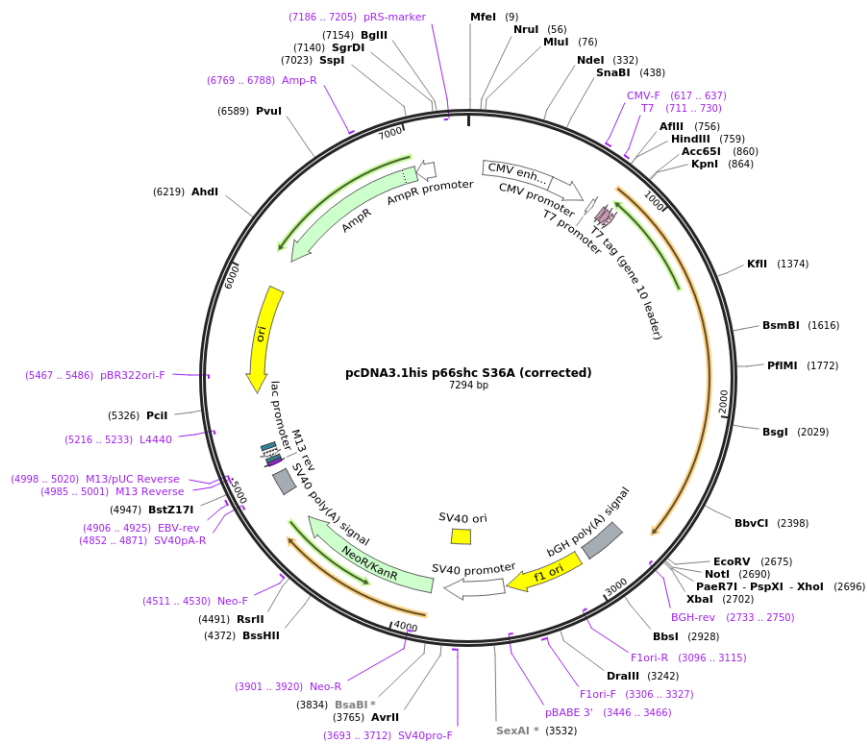 (7186 .. 7205) pRS-marker
(7154) BglII
(7140) SgrDI
(7023) SspI
(6769 .. 6788) Amp-R
(6589) PvuI
(6219) AhdI
(5467 .. 5486) pBR322ori-F
(5326) PciI
(5216 .. 5233) L4440
(4998 .. 5020) M13/pUC Reverse
(4985 .. 5001) M13 Reverse
(4947) BstZ17I
(4906 .. 4925) EBV-rev
(4852 .. 4871) SV40pA-R
(4511 .. 4530) Neo-F
(4491) RsrII
(4372) BssHII
(3901 .. 3920) Neo-R
(3834) BsaBI *
(3765) AvrII
(3693 .. 3712) SV40pro-F
MfeI (9)
NruI (56)
MluI (76)
NdeI (332)
SnaBI (438)
CMV-F (617 .. 637)
T7 (711 .. 730)
AflII (756)
HindIII (759)
Acc65I (860)
KpnI (864)
KflI (1374)
BsmBI (1616)
PflMI (1772)
BsgI (2029)
BbvCI (2398)
EcoRV (2675)
NotI (2690)
PaeR7I - PspXI - XhoI (2696)
XbaI (2702)
BGH-rev (2733 .. 2750)
BbsI (2928)
F1ori-R (3096 .. 3115)
DraIII (3242)
F1ori-F (3306 .. 3327)
pBABE 3' (3446 .. 3466)
SexAI * (3532)
1000
2000
3000
4000
5000
6000
7000
CMV enh...
CMV promoter
T7 promoter
T7 tag (gene 10 leader)
AmpR promoter
AmpR
ori
lac promoter
M13 rev
SV40 poly(A) signal
NeoR/KanR
SV40 promoter
SV40 ori
f1 ori
bGH poly(A) signal
pcDNA3.1his p66shc S36A (corrected)
7294 bp